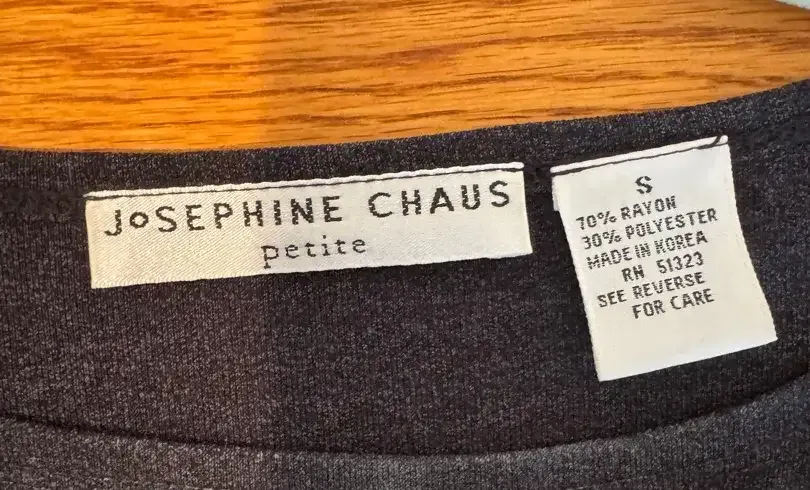 JoSEPHINE CHAUS
petite
S
70% RAYON
30% POLYESTER
MADE IN KOREA
RN 51323
SEE REVERSE
FOR CARE